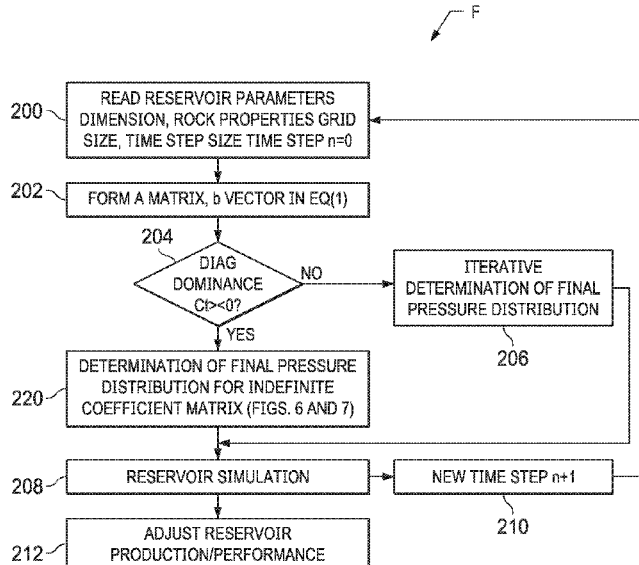 F
200
READ RESERVOIR PARAMETERS
DIMENSION, ROCK PROPERTIES GRID
SIZE, TIME STEP SIZE TIME STEP n=0
202
FORM A MATRIX, b VECTOR IN EQ(1)
204
DIAG
DOMINANCE
Ct><0?
NO
YES
ITERATIVE
DETERMINATION OF FINAL
PRESSURE DISTRIBUTION
206
220
DETERMINATION OF FINAL PRESSURE
DISTRIBUTION FOR INDEFINITE
COEFFICIENT MATRIX (FIGS. 6 AND 7)
208
RESERVOIR SIMULATION
NEW TIME STEP n+1
210
212
ADJUST RESERVOIR
PRODUCTION/PERFORMANCE